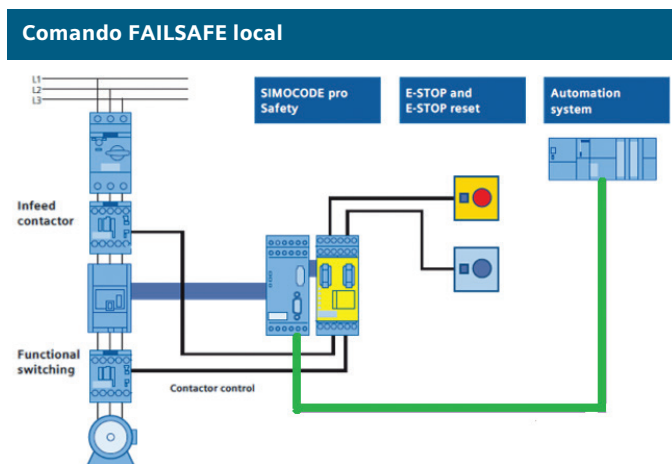 Comando FAILSAFE local
L1
L2
L3
SIMOCODE pro
Safety
E-STOP and
E-STOP reset
Automation
system
Infeed
contactor
Functional
switching
Contactor control